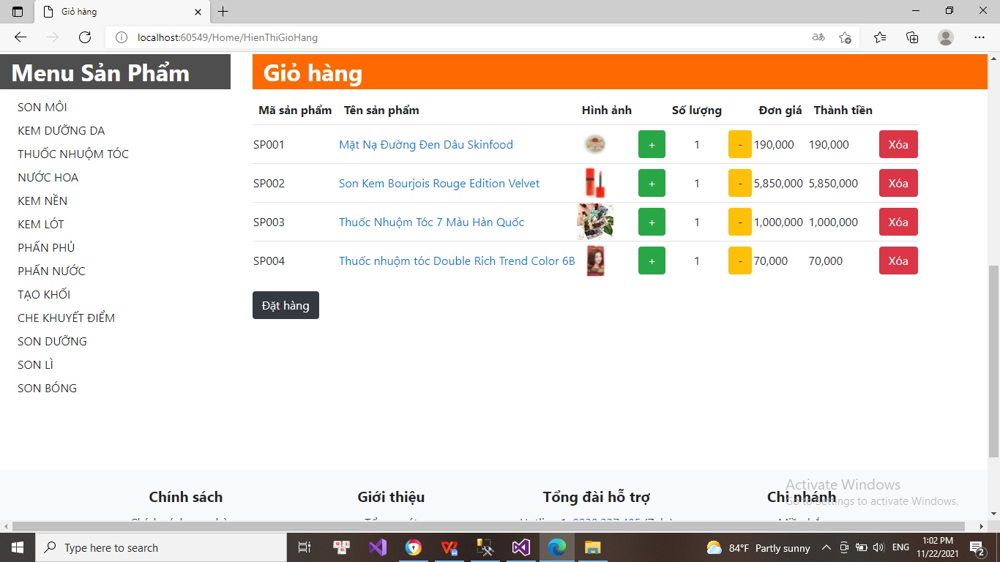 Giỏ hàng
localhost:60549/Home/HienThiGioHang
Menu Sản Phẩm
SON MÔI
KEM DƯỠNG DA
THUỐC NHUỘM TÓC
NƯỚC HOA
KEM NỀN
KEM LÓT
PHẤN PHỦ
PHẤN NƯỚC
TẠO KHỐI
CHE KHUYẾT ĐIỂM
SON DƯỠNG
SON LÌ
SON BÓNG
Giỏ hàng
Mã sản phẩm Tên sản phẩm Hình ảnh Số lượng Đơn giá Thành tiền
SP001 Mặt Nạ Đường Đen Dâu Skinfood + 1 - 190,000 190,000 Xóa
SP002 Son Kem Bourjois Rouge Edition Velvet + 1 - 5,850,000 5,850,000 Xóa
SP003 Thuốc Nhuộm Tóc 7 Màu Hàn Quốc + 1 - 1,000,000 1,000,000 Xóa
SP004 Thuốc nhuộm tóc Double Rich Trend Color 6B + 1 - 70,000 70,000 Xóa
Đặt hàng
Chính sách Giới thiệu Tổng đài hỗ trợ Chi nhánh
Activate Windows
Go to Settings to activate Windows.
Type here to search
84°F Partly sunny
ENG
1:02 PM
11/22/2021
2